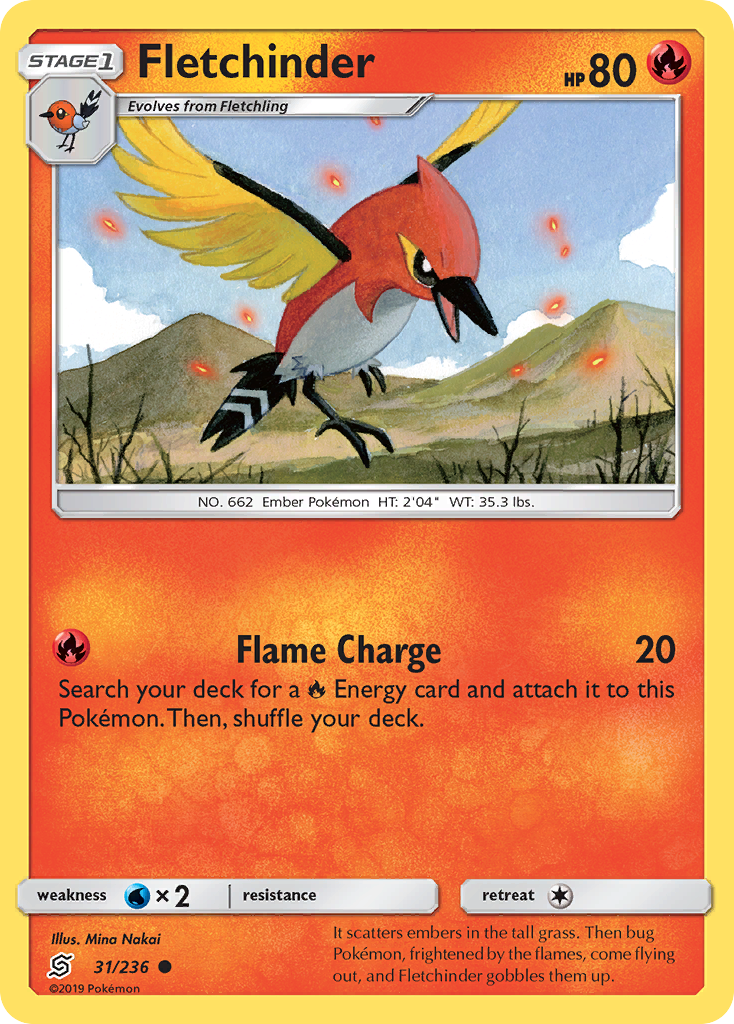 STAGE1
Fletchinder
HP80
Evolves from Fletchling
NO. 662 Ember Pokémon HT: 2'04" WT: 35.3 lbs.
Flame Charge 20
Search your deck for a Energy card and attach it to this
Pokémon. Then, shuffle your deck.
weakness ×2 resistance retreat
Illus. Mina Nakai
31/236
©2019 Pokémon
It scatters embers in the tall grass. Then bug
Pokémon, frightened by the flames, come flying
out, and Fletchinder gobbles them up.